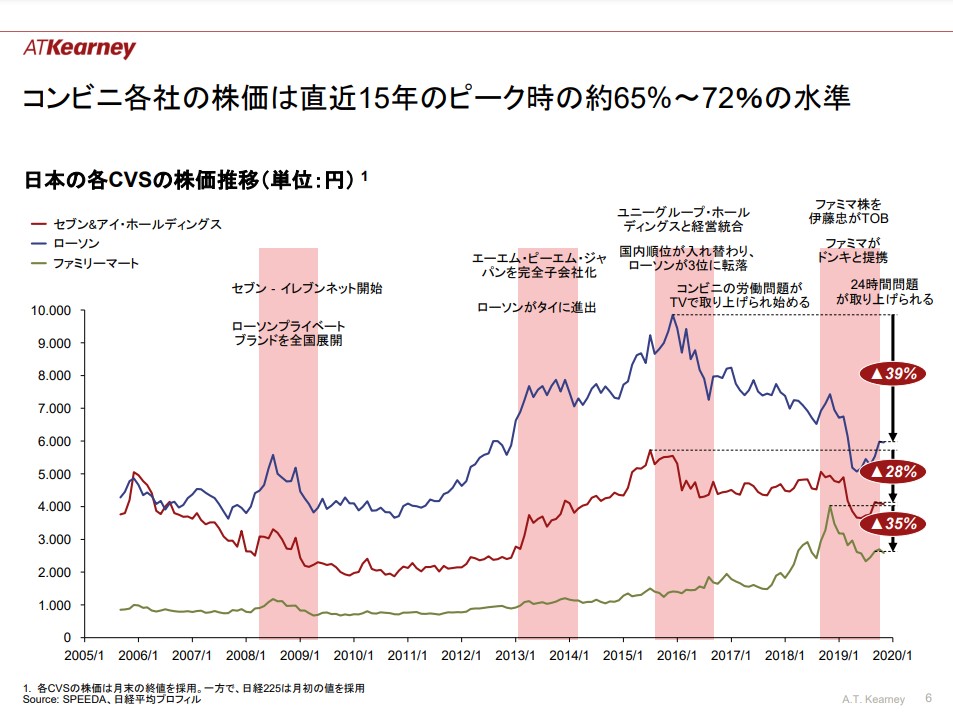 ATKearney
コンビニ各社の株価は直近15年のピーク時の約65%～72%の水準
日本の各CVSの株価推移（単位：円）1
セブン&アイ・ホールディングス
ローソン
ファミリーマート
セブン - イレブンネット開始
ローソンプライベート
ブランドを全国展開
エーエム・ピーエム・ジャ
パンを完全子会社化
ローソンがタイに進出
ユニーグループ・ホール
ディングスと経営統合
国内順位が入れ替わり、
ローソンが3位に転落
コンビニの労働問題が
TVで取り上げられ始める
ファミマ株を
伊藤忠がTOB
ファミマが
ドンキと提携
24時間問題
が取り上げられる
10.000
9.000
8.000
7.000
6.000
5.000
4.000
3.000
2.000
1.000
0
▲39%
▲28%
▲35%
2005/1 2006/1 2007/1 2008/1 2009/1 2010/1 2011/1 2012/1 2013/1 2014/1 2015/1 2016/1 2017/1 2018/1 2019/1 2020/1
1. 各CVSの株価は月末の終値を採用。一方で、日経225は月初の値を採用
Source: SPEEDA、日経平均プロフィル
A.T. Kearney 6